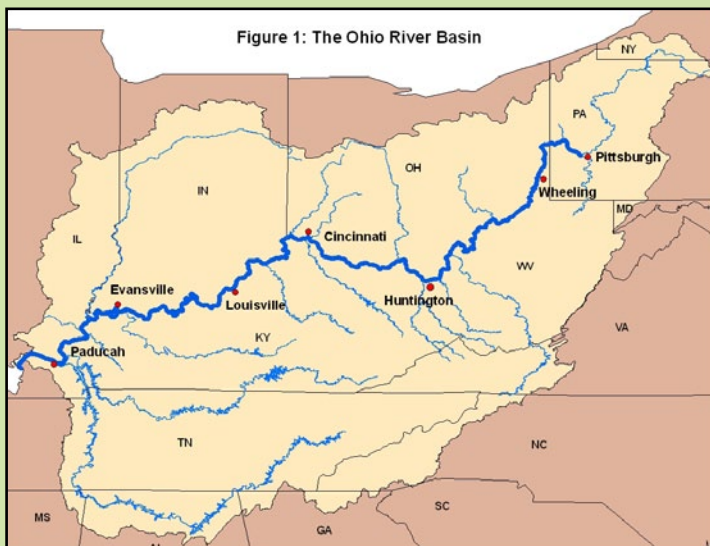 Figure 1: The Ohio River Basin
NY
PA
Pittsburgh
OH
IN
Wheeling
MD
Cincinnati
IL
WV
Evansville
Louisville
Huntington
KY
VA
Paducah
TN
NC
SC
MS
GA